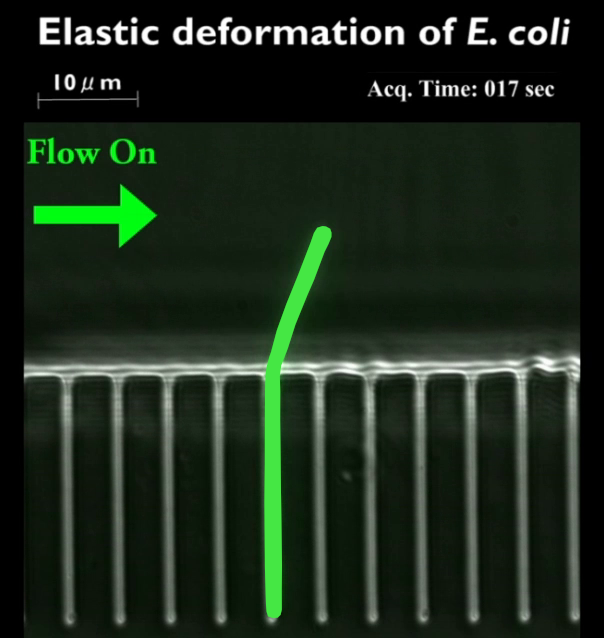 Elastic deformation of E. coli
10 μm
Acq. Time: 017 sec
Flow On